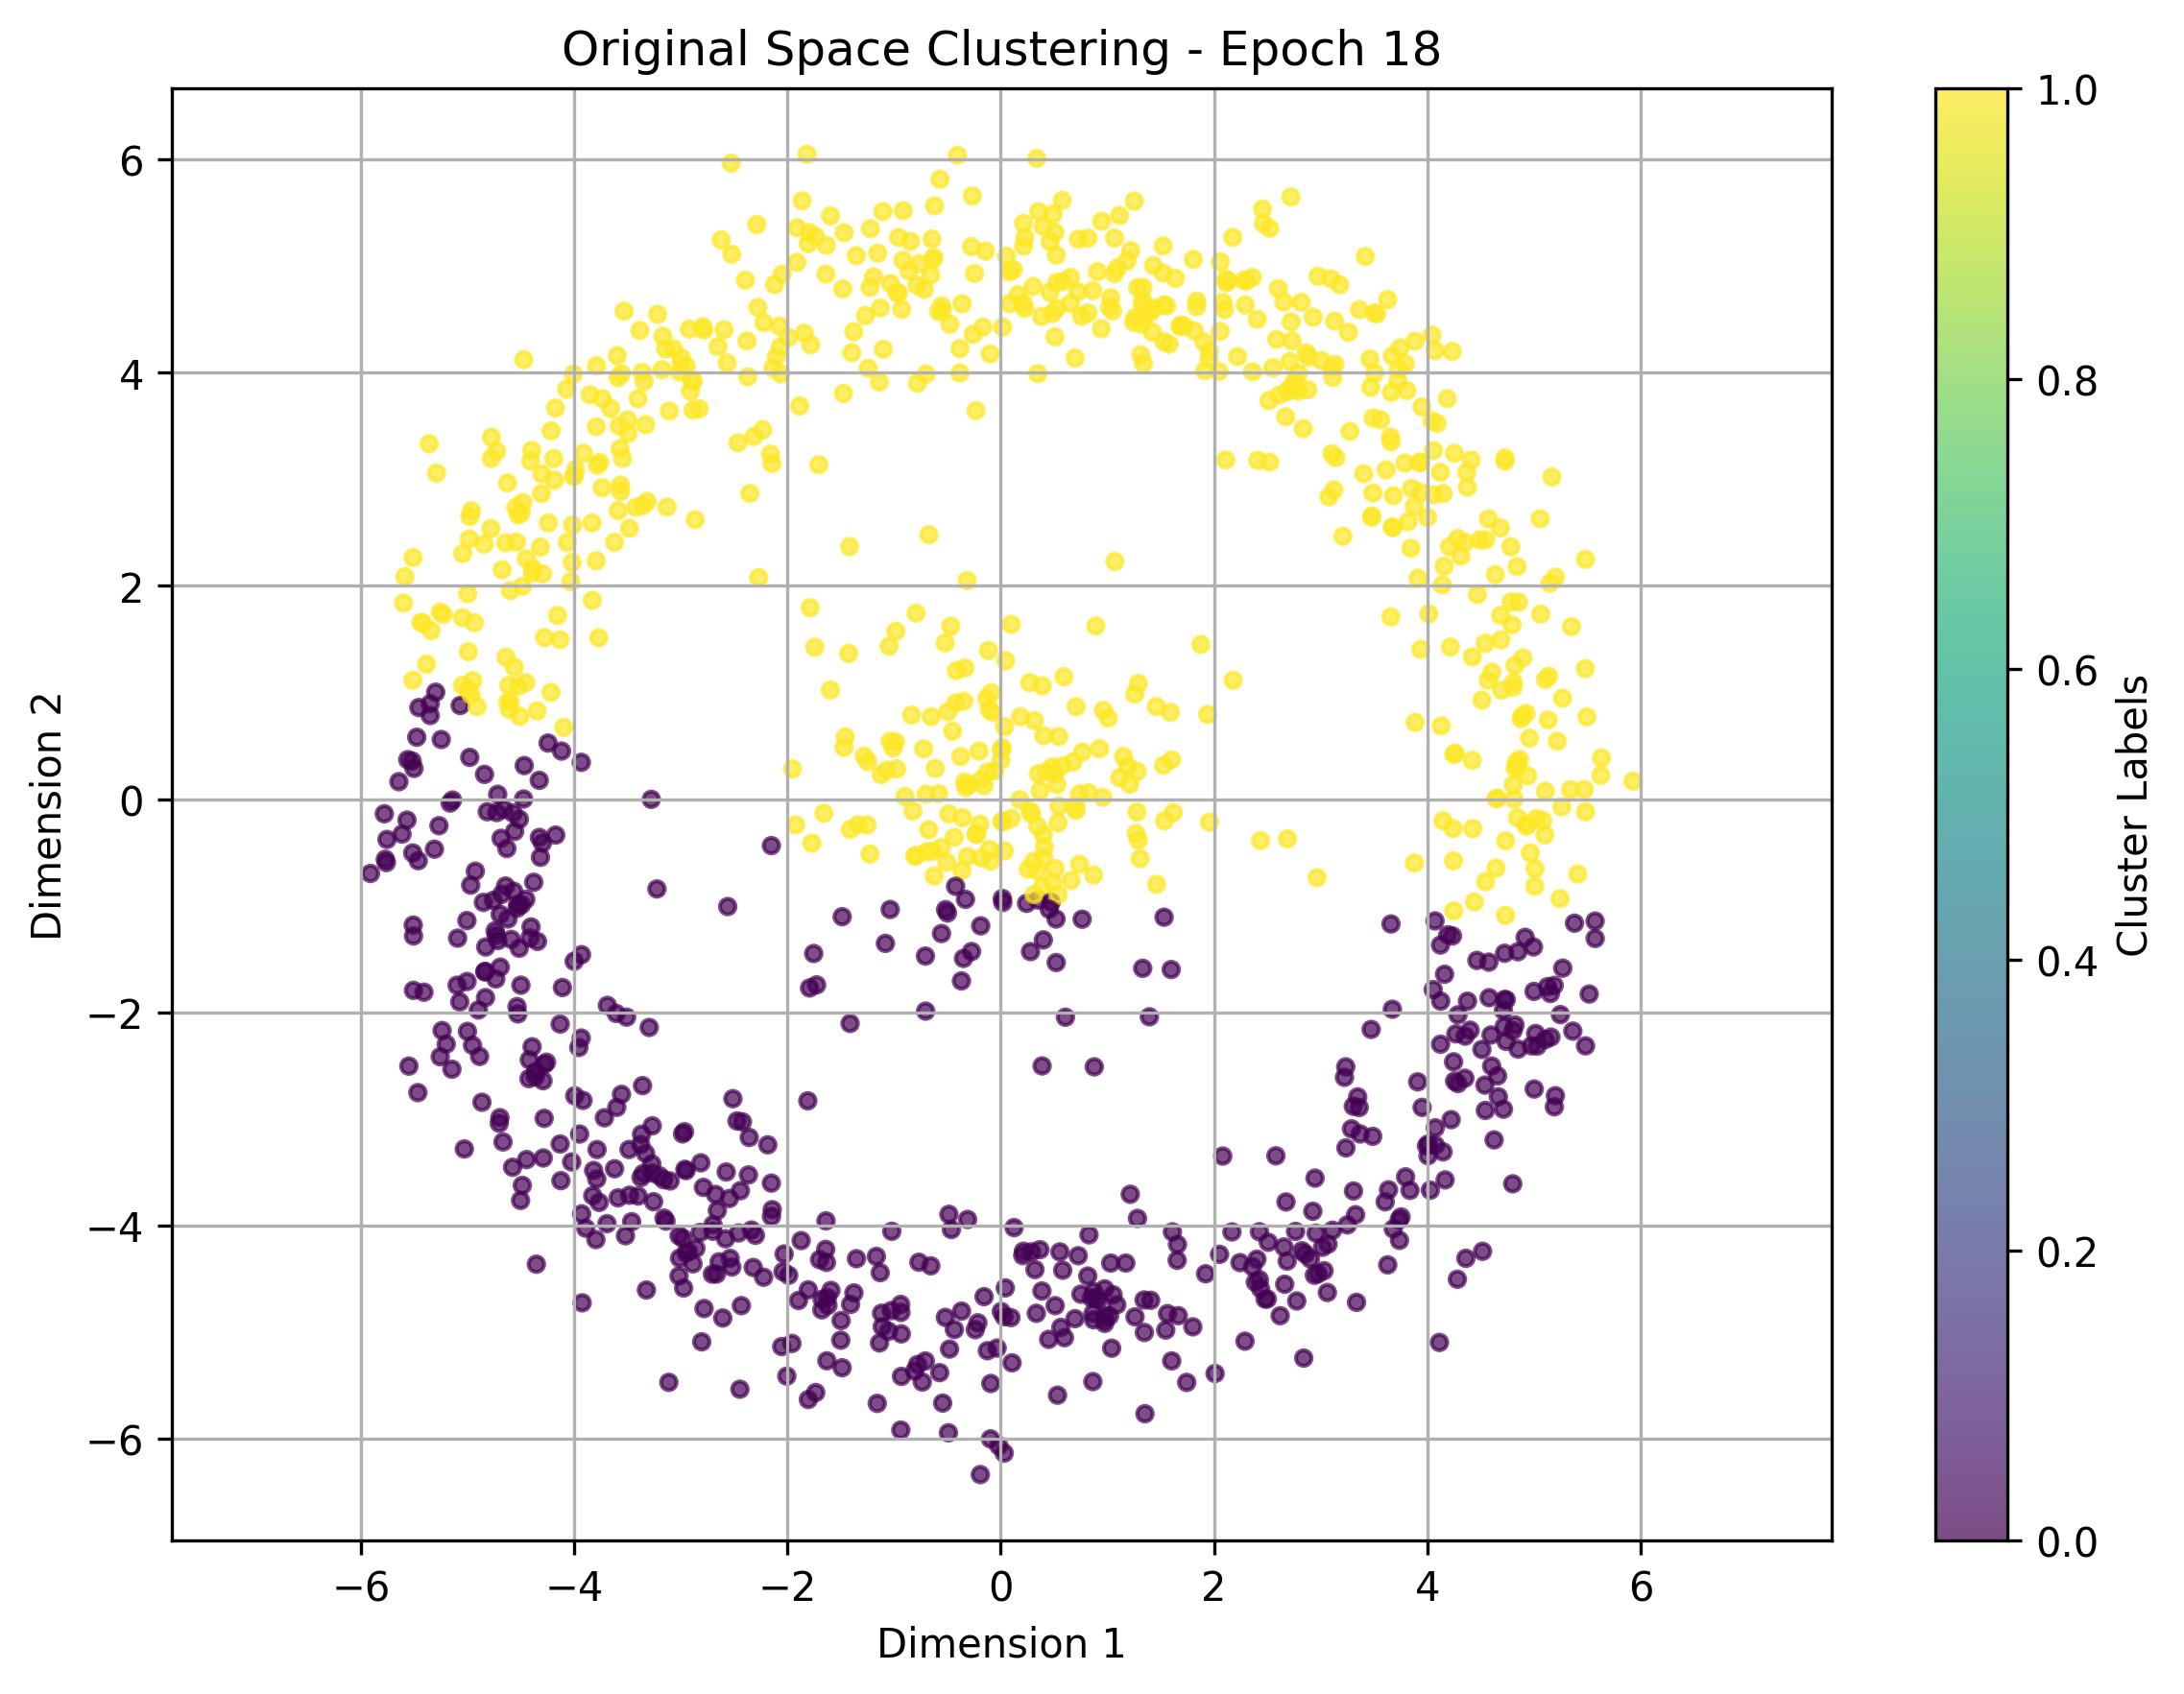 Original Space Clustering - Epoch 18
6
4
2
0
−2
−4
−6
Dimension 2
−6 −4 −2 0 2 4 6
Dimension 1
1.0
0.8
0.6
0.4
0.2
0.0
Cluster Labels